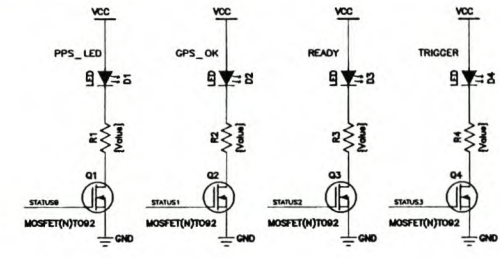 VCC VCC VCC VCC
PPS_LED GPS_OK READY TRIGGER
LED D1 LED D2 LED D3 LED D4
R1 [Value] R2 [Value] R3 [Value] R4 [Value]
Q1 Q2 Q3 Q4
STATUS0 STATUS1 STATUS2 STATUS3
MOSFET(N)TO92 MOSFET(N)TO92 MOSFET(N)TO92 MOSFET(N)TO92
GND GND GND GND